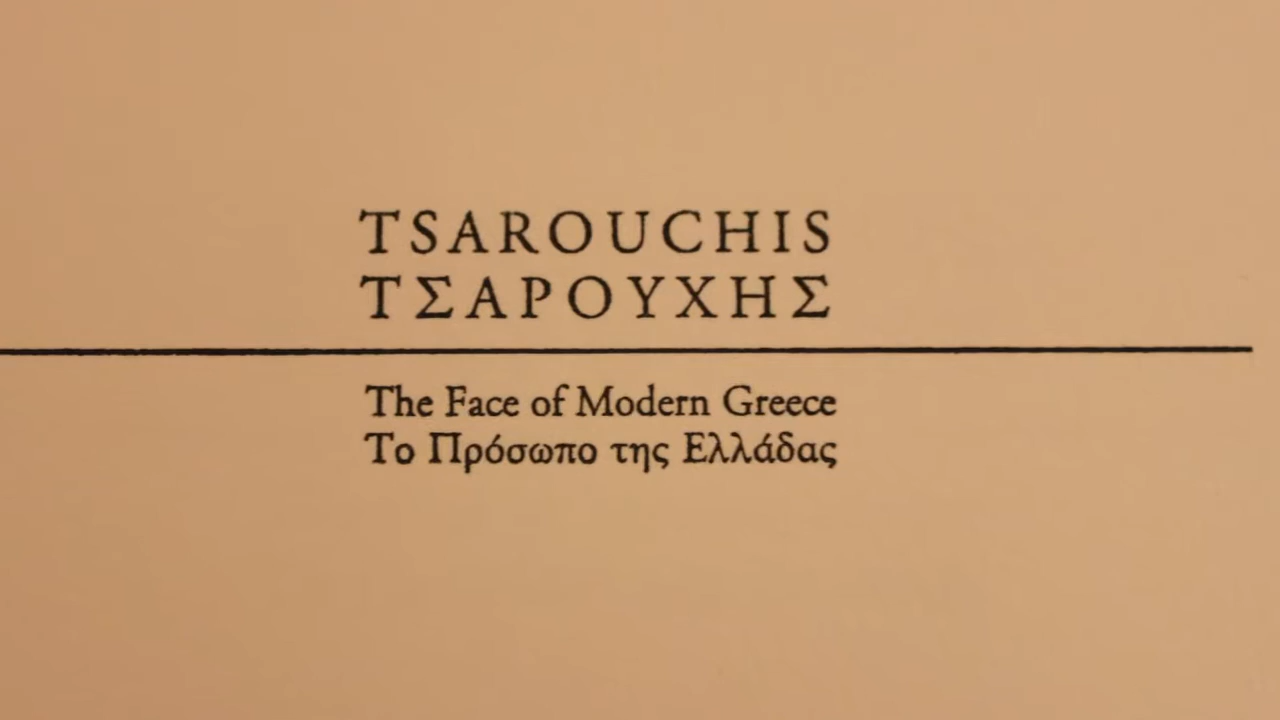 TSAROUCHIS
ΤΣΑΡΟΥΧΗΣ
The Face of Modern Greece
Το Πρόσωπο της Ελλάδας